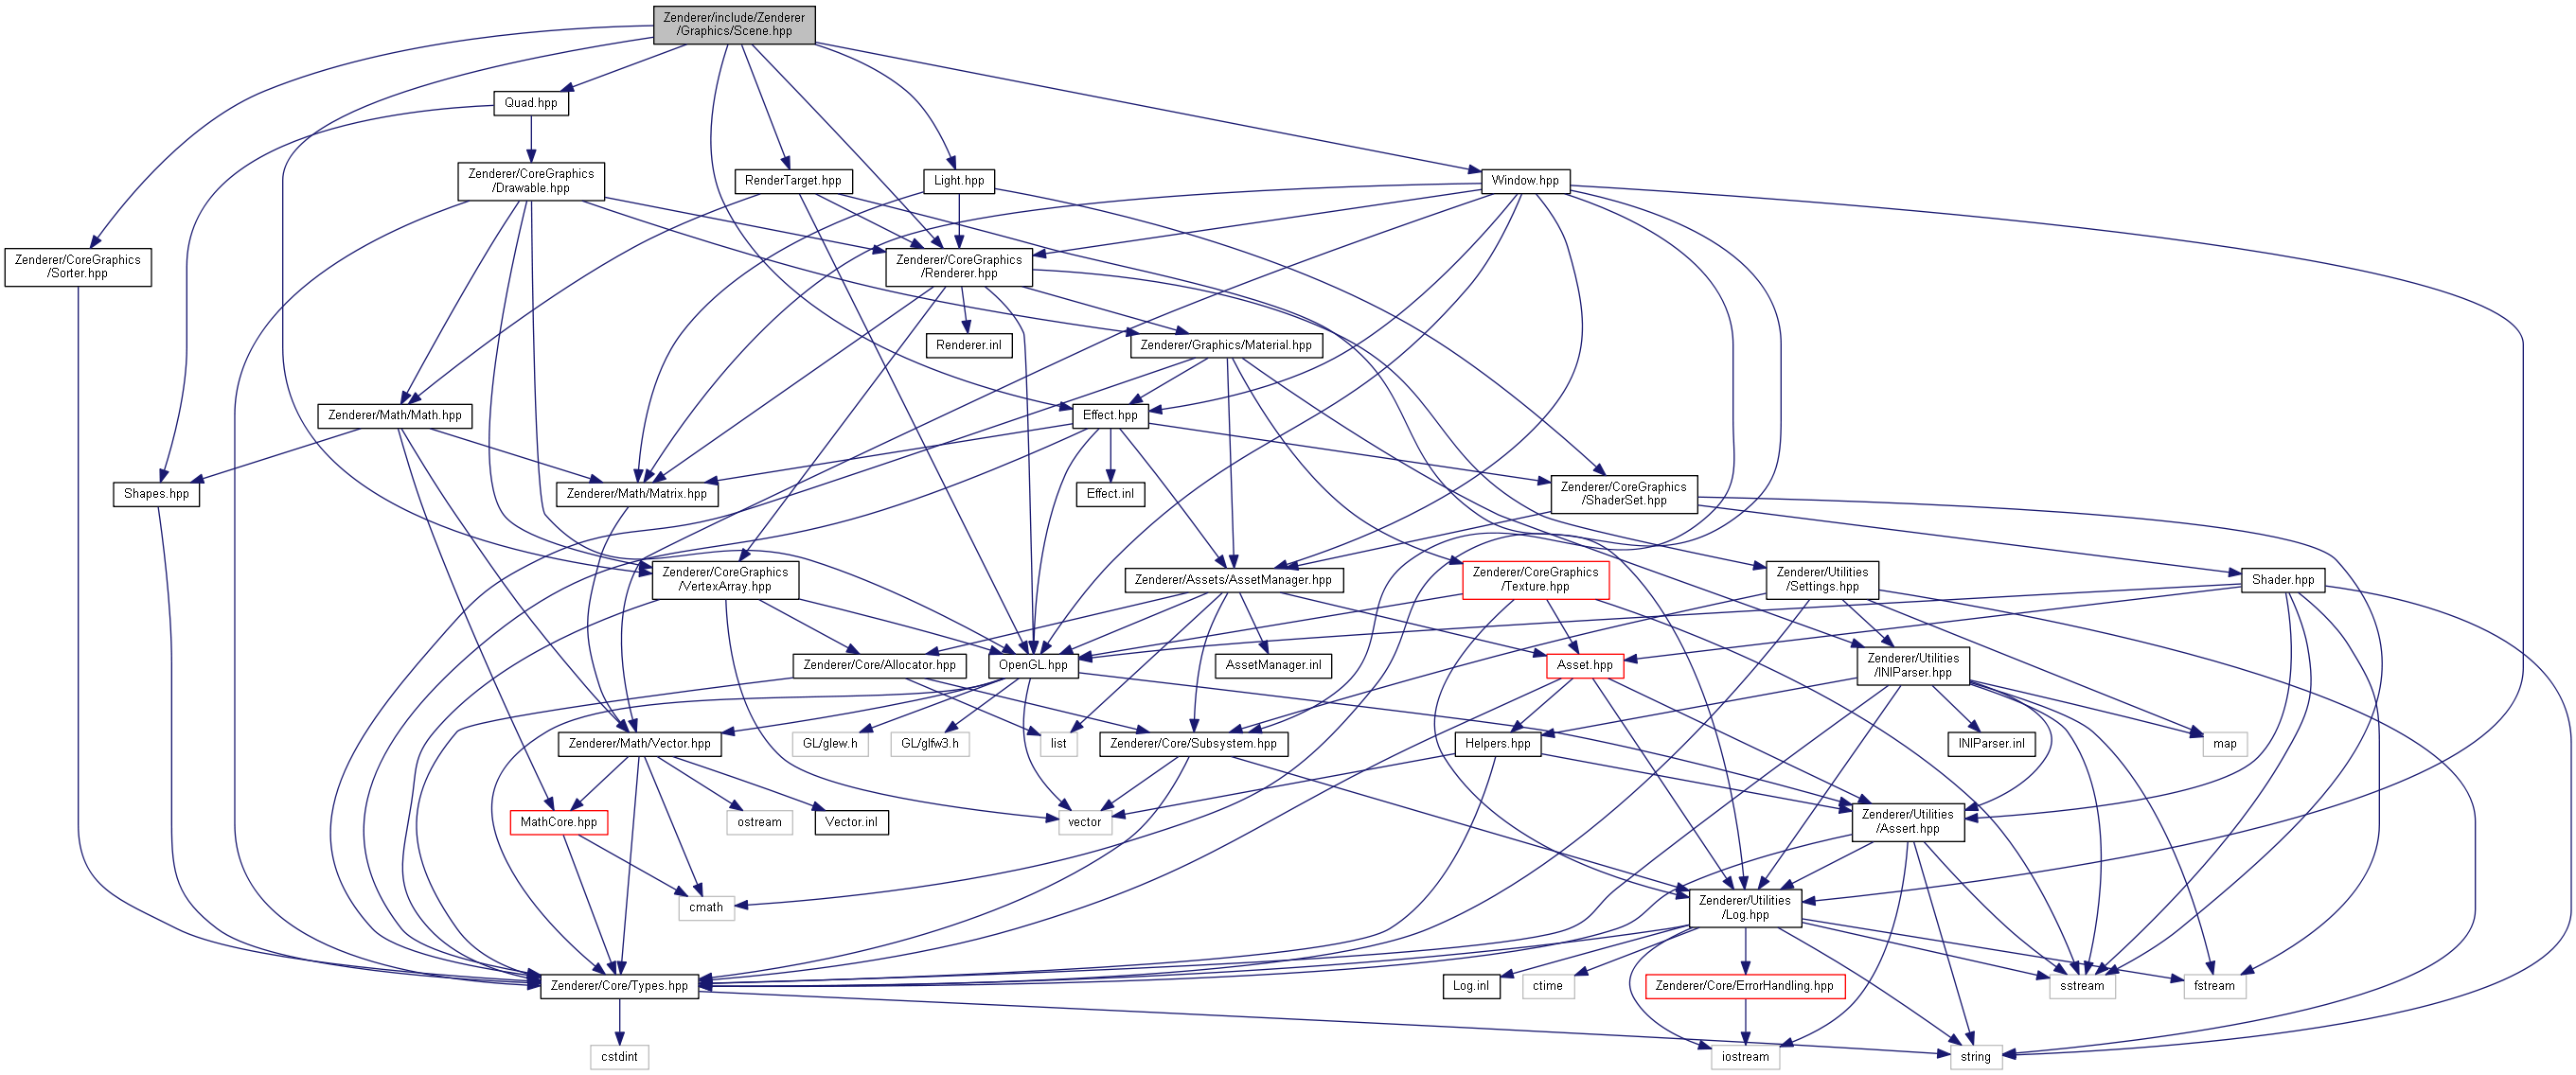 Zenderer/include/Zenderer
/Graphics/Scene.hpp
Quad.hpp
Zenderer/CoreGraphics
/Drawable.hpp
RenderTarget.hpp
Light.hpp
Window.hpp
Zenderer/CoreGraphics
/Sorter.hpp
Zenderer/CoreGraphics
/Renderer.hpp
Renderer.inl
Zenderer/Graphics/Material.hpp
Zenderer/Math/Math.hpp
Effect.hpp
Shapes.hpp
Zenderer/Math/Matrix.hpp
Effect.inl
Zenderer/CoreGraphics
/ShaderSet.hpp
Zenderer/CoreGraphics
/VertexArray.hpp
Zenderer/Assets/AssetManager.hpp
Zenderer/CoreGraphics
/Texture.hpp
Zenderer/Utilities
/Settings.hpp
Shader.hpp
Zenderer/Core/Allocator.hpp
OpenGL.hpp
AssetManager.inl
Asset.hpp
Zenderer/Utilities
/INIParser.hpp
Zenderer/Math/Vector.hpp
GL/glew.h
GL/glfw3.h
list
Zenderer/Core/Subsystem.hpp
Helpers.hpp
INIParser.inl
map
MathCore.hpp
ostream
Vector.inl
vector
Zenderer/Utilities
/Assert.hpp
cmath
Zenderer/Utilities
/Log.hpp
Zenderer/Core/Types.hpp
Log.inl
ctime
Zenderer/Core/ErrorHandling.hpp
sstream
fstream
cstdint
iostream
string